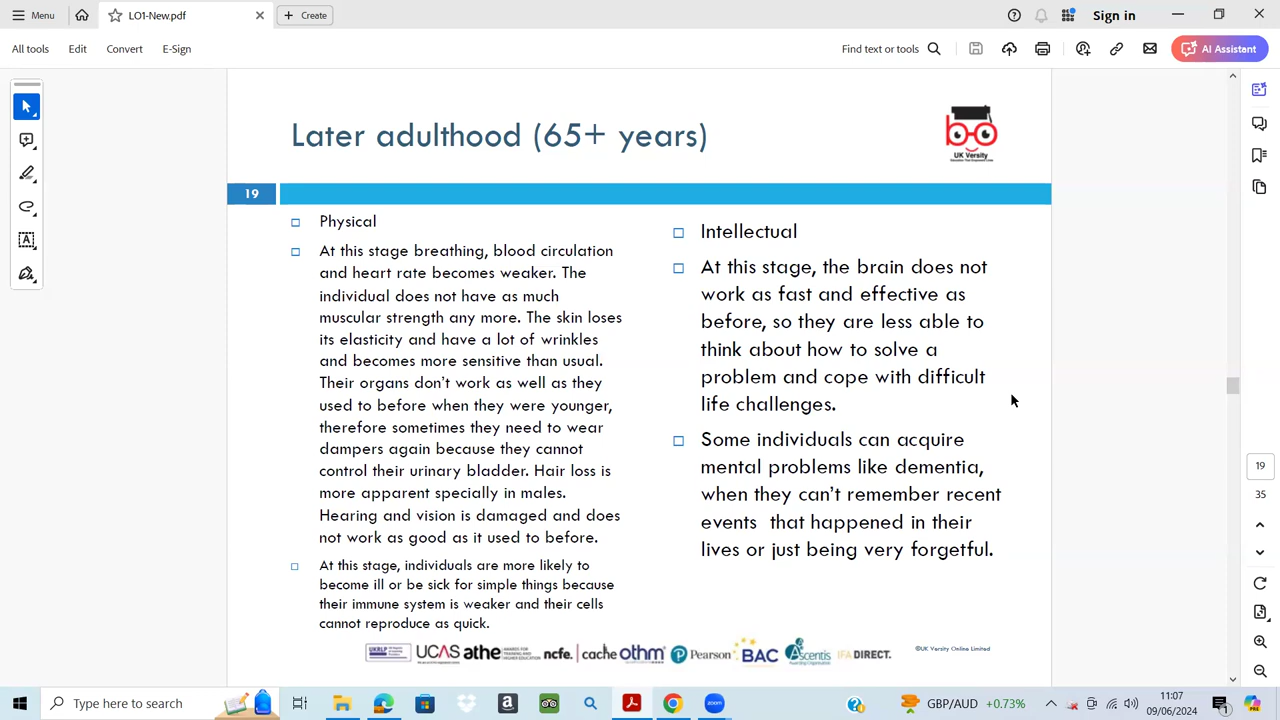 Menu
LO1-New.pdf
Create
Sign in
All tools
Edit
Convert
E-Sign
Find text or tools
AI Assistant
Later adulthood (65+ years)
UK Versity
19
Physical
At this stage breathing, blood circulation
and heart rate becomes weaker. The
individual does not have as much
muscular strength any more. The skin loses
its elasticity and have a lot of wrinkles
and becomes more sensitive than usual.
Their organs don't work as well as they
used to before when they were younger,
therefore sometimes they need to wear
dampers again because they cannot
control their urinary bladder. Hair loss is
more apparent specially in males.
Hearing and vision is damaged and does
not work as good as it used to before.
At this stage, individuals are more likely to
become ill or be sick for simple things because
their immune system is weaker and their cells
cannot reproduce as quick.
Intellectual
At this stage, the brain does not
work as fast and effective as
before, so they are less able to
think about how to solve a
problem and cope with difficult
life challenges.
Some individuals can acquire
mental problems like dementia,
when they can't remember recent
events that happened in their
lives or just being very forgetful.
19
35
UKRLP
UCAS
athe
ncfe.
cache
othm
Pearson
BAC
Ascentis
IFA DIRECT.
©UK Versity Online Limited
Type here to search
GBP/AUD +0.73%
11:07
09/06/2024